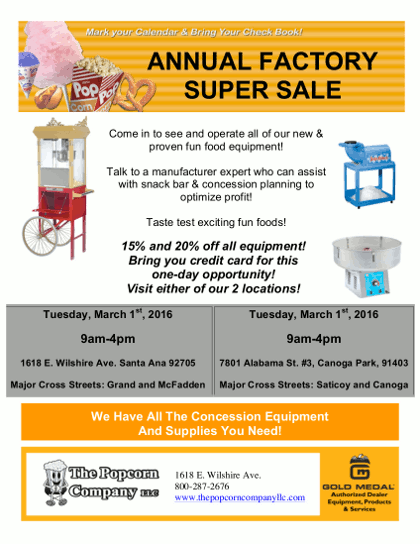 Mark your Calendar & Bring Your Check Book!
ANNUAL FACTORY
SUPER SALE
Pop
Corn
Pop
Come in to see and operate all of our new &
proven fun food equipment!
Talk to a manufacturer expert who can assist
with snack bar & concession planning to
optimize profit!
Taste test exciting fun foods!
15% and 20% off all equipment!
Bring you credit card for this
one-day opportunity!
Visit either of our 2 locations!
Tuesday, March 1st, 2016
9am-4pm
1618 E. Wilshire Ave. Santa Ana 92705
Major Cross Streets: Grand and McFadden
Tuesday, March 1st, 2016
9am-4pm
7801 Alabama St. #3, Canoga Park, 91403
Major Cross Streets: Saticoy and Canoga
We Have All The Concession Equipment
And Supplies You Need!
The Popcorn
Company LLC
1618 E. Wilshire Ave.
800-287-2676
www.thepopcorncompanyllc.com
GOLD MEDAL®
Authorized Dealer
Equipment, Products
& Services